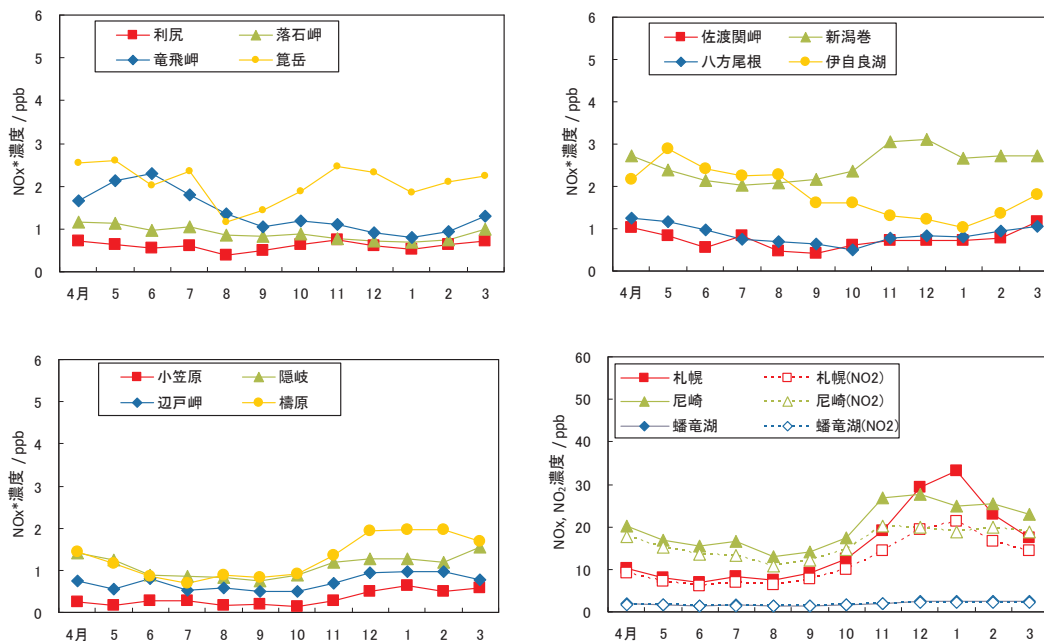 NOx*濃度 / ppb
6
5
4
3
2
1
0
利尻 落石岬
竜飛岬 箟岳
4月 5 6 7 8 9 10 11 12 1 2 3
NOx*濃度 / ppb
6
5
4
3
2
1
0
佐渡関岬 新潟巻
八方尾根 伊自良湖
4月 5 6 7 8 9 10 11 12 1 2 3
NOx*濃度 / ppb
6
5
4
3
2
1
0
小笠原 隠岐
辺戸岬 檮原
4月 5 6 7 8 9 10 11 12 1 2 3
NOx, NO₂濃度 / ppb
60
50
40
30
20
10
0
札幌 札幌(NO2)
尼崎 尼崎(NO2)
蟠竜湖 蟠竜湖(NO2)
4月 5 6 7 8 9 10 11 12 1 2 3